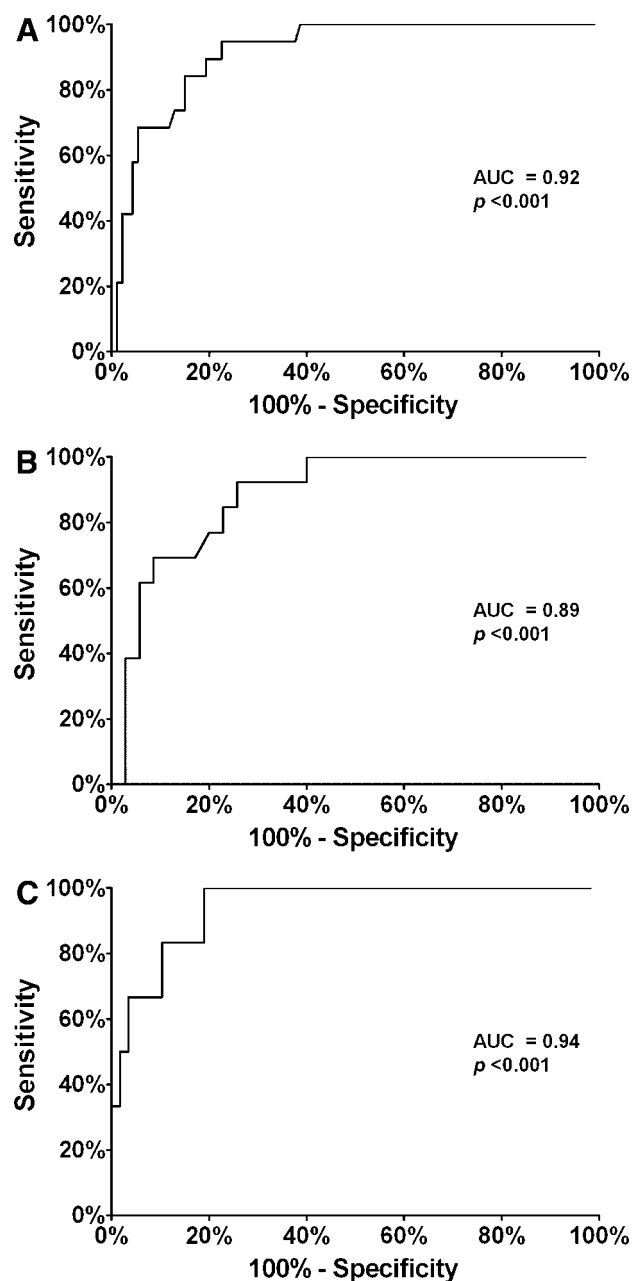 A
100%
80%
60%
40%
20%
0%
Sensitivity
AUC = 0.92
p <0.001
0% 20% 40% 60% 80% 100%
100% - Specificity
B
100%
80%
60%
40%
20%
0%
Sensitivity
AUC = 0.89
p <0.001
0% 20% 40% 60% 80% 100%
100% - Specificity
C
100%
80%
60%
40%
20%
0%
Sensitivity
AUC = 0.94
p <0.001
0% 20% 40% 60% 80% 100%
100% - Specificity